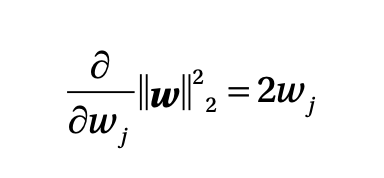 ∂/∂w_j ‖w‖²₂ = 2w_j